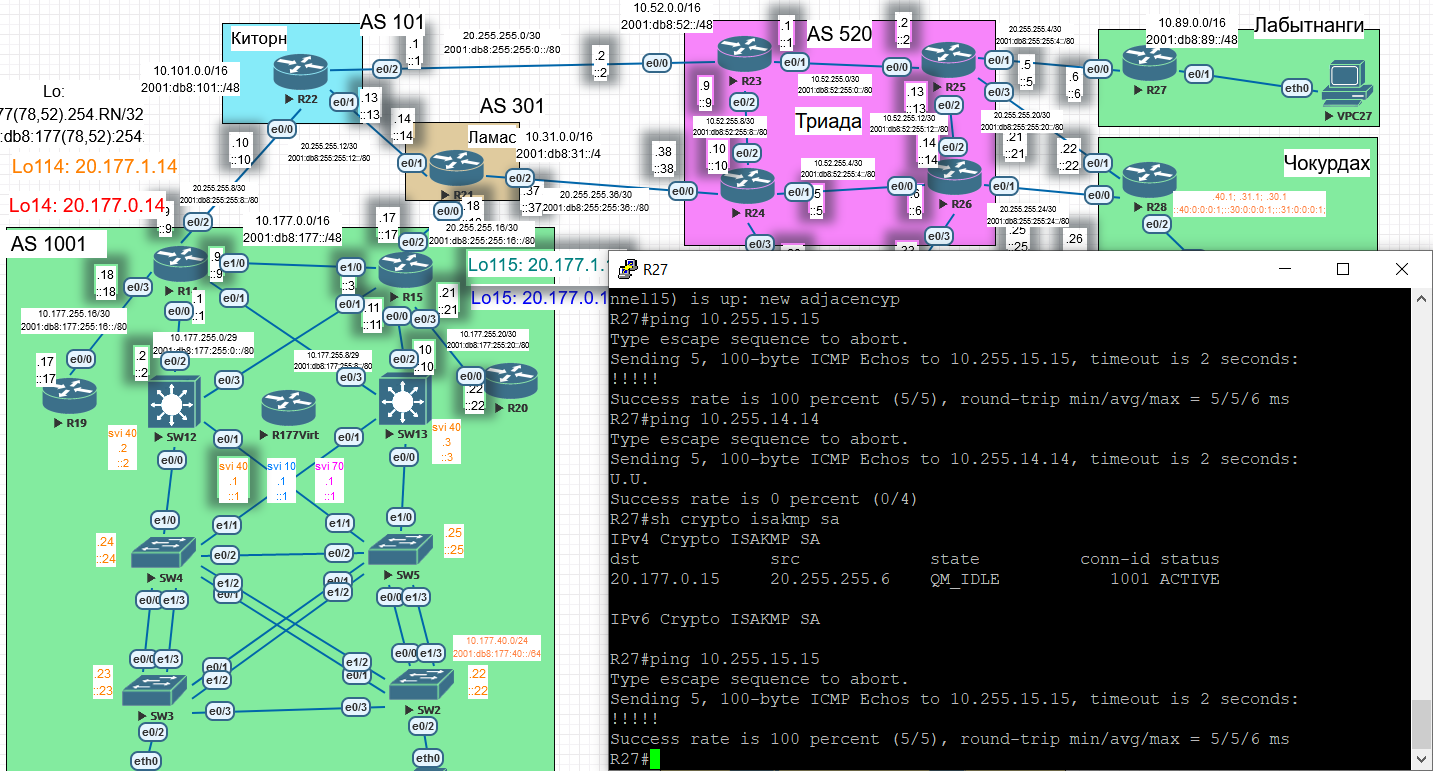 AS 101
Киторн
10.101.0.0/16
2001:db8:101::/48
R22
e0/2
e0/1
e0/0
.1
::1
20.255.255.0/30
2001:db8:255:255:0::/80
.2
::2
10.52.0.0/16
2001:db8:52::/48
AS 520
Триада
e0/0
R23
e0/1
.1
::1
e0/0
.2
::2
R25
e0/1
e0/3
e0/2
10.52.255.0/30
2001:52:255:0::/80
20.255.255.4/30
2001:db8:255:255:4::/80
.5
::5
.6
::6
10.89.0.0/16
2001:db8:89::/48
Лабытнанги
e0/0
R27
e0/1
eth0
VPC27
Lo:
77(78,52).254.RN/32
:db8:177(78,52):254:
Lo114: 20.177.1.14
Lo14: 20.177.0.14
.13
::13
.14
::14
AS 301
Ламас
10.31.0.0/16
2001:db8:31::/4
20.255.255.12/30
2001:db8:255:255:12::/80
.10
::10
e0/1
R21
e0/2
e0/0
.37
::37
20.255.255.36/30
2001:db8:255:255:36::/80
.38
::38
e0/0
R24
e0/1
e0/2
e0/3
.9
::9
.10
::10
10.52.255.8/30
2001:52:255:8::/80
10.52.255.4/30
2001:52:255:4::/80
.5
::5
.6
::6
10.52.255.12/30
2001:52:255:12::/80
.13
::13
.14
::14
e0/0
R26
e0/1
e0/2
e0/3
20.255.255.20/30
2001:db8:255:255:20::/80
.21
::21
.22
::22
20.255.255.24/30
2001:db8:255:255:24::/80
.25
::25
.26
Чокурдах
e0/1
e0/0
R28
e0/2
.40.1; .31.1; .30.1
::40:0:0:0:1;::30:0:0:0:1;::31:0:0:0:1;
20.255.255.8/30
2001:db8:255:255:8::/80
.9
::9
.18
.17
::17
20.255.255.16/30
2001:db8:255:255:16::/80
AS 1001
10.177.0.0/16
2001:db8:177::/48
e0/2
R14
e1/0
e0/1
e0/0
e0/3
.9
::9
.1
::1
.18
::18
e0/2
e1/0
R15
e0/0
e0/3
::3
.11
::11
.21
::21
Lo115: 20.177.1.1
Lo15: 20.177.0.1
10.177.255.16/30
2001:db8:177:255:16::/80
.17
::17
e0/0
R19
10.177.255.0/29
2001:db8:177:255:0::/80
.2
::2
e0/2
SW12
e0/3
e0/1
e0/0
10.177.255.8/29
2001:db8:177:255:8::/80
.10
::10
e0/2
e0/3
SW13
e0/1
e0/0
10.177.255.20/30
2001:db8:177:255:20::/80
e0/0
.22
::22
R20
R177Virt
svi 40
.2
::2
svi 40
.1
::1
svi 10
.1
::1
svi 70
.1
::1
svi 40
.3
::3
.24
::24
e1/0
e1/1
e0/2
SW4
e1/2
e0/1
e0/0
e1/3
.25
::25
e1/0
e1/1
e0/2
SW5
e0/1
e1/2
e0/0
e1/3
.23
::23
e0/0
e1/3
e0/1
e1/2
SW3
e0/3
e0/2
eth0
10.177.40.0/24
2001:db8:177:40::/64
.22
::22
e0/0
e1/3
e1/2
e0/1
SW2
e0/3
e0/2
eth0
R27
nnel15) is up: new adjacencyp
R27#ping 10.255.15.15
Type escape sequence to abort.
Sending 5, 100-byte ICMP Echos to 10.255.15.15, timeout is 2 seconds:
!!!!!
Success rate is 100 percent (5/5), round-trip min/avg/max = 5/5/6 ms
R27#ping 10.255.14.14
Type escape sequence to abort.
Sending 5, 100-byte ICMP Echos to 10.255.14.14, timeout is 2 seconds:
U.U.
Success rate is 0 percent (0/4)
R27#sh crypto isakmp sa
IPv4 Crypto ISAKMP SA
dst src state conn-id status
20.177.0.15 20.255.255.6 QM_IDLE 1001 ACTIVE
IPv6 Crypto ISAKMP SA
R27#ping 10.255.15.15
Type escape sequence to abort.
Sending 5, 100-byte ICMP Echos to 10.255.15.15, timeout is 2 seconds:
!!!!!
Success rate is 100 percent (5/5), round-trip min/avg/max = 5/5/6 ms
R27#